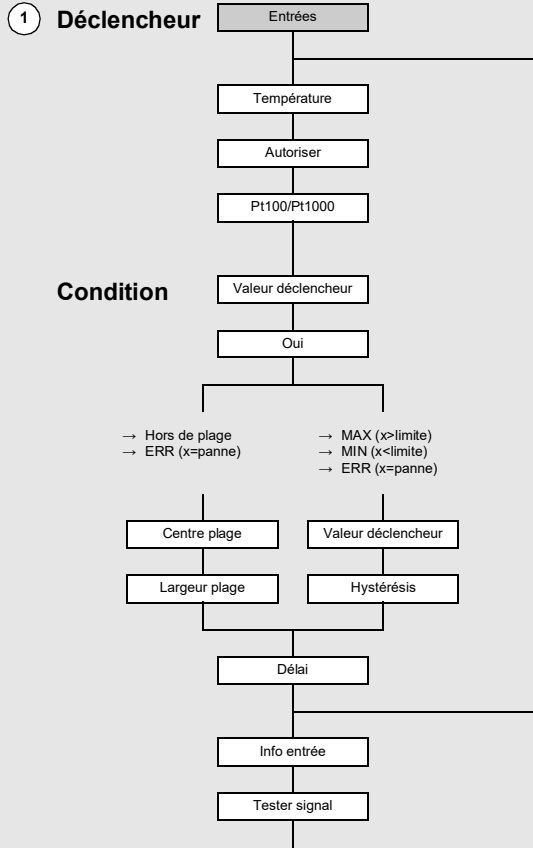 1 Déclencheur
Entrées
Température
Autoriser
Pt100/Pt1000
Condition
Valeur déclencheur
Oui
→ Hors de plage
→ ERR (x=panne)
→ MAX (x>limite)
→ MIN (x<limite)
→ ERR (x=panne)
Centre plage
Valeur déclencheur
Largeur plage
Hystérésis
Délai
Info entrée
Tester signal